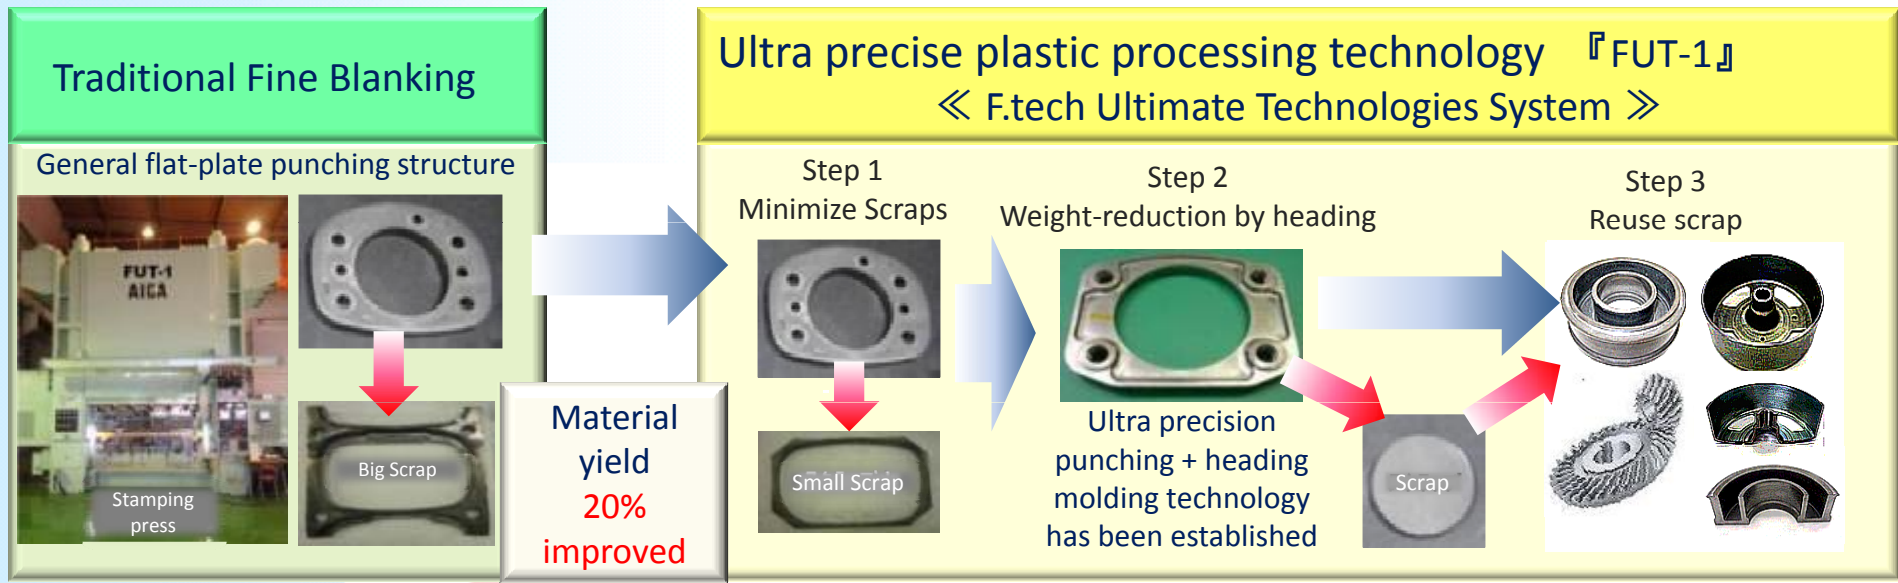 Traditional Fine Blanking
General flat-plate punching structure
FUT-1
AIDA
Stamping
press
Big Scrap
Material
yield
20%
improved
Ultra precise plastic processing technology 『FUT-1』
≪ F.tech Ultimate Technologies System ≫
Step 1
Minimize Scraps
Small Scrap
Step 2
Weight-reduction by heading
Ultra precision
punching + heading
molding technology
has been established
Scrap
Step 3
Reuse scrap